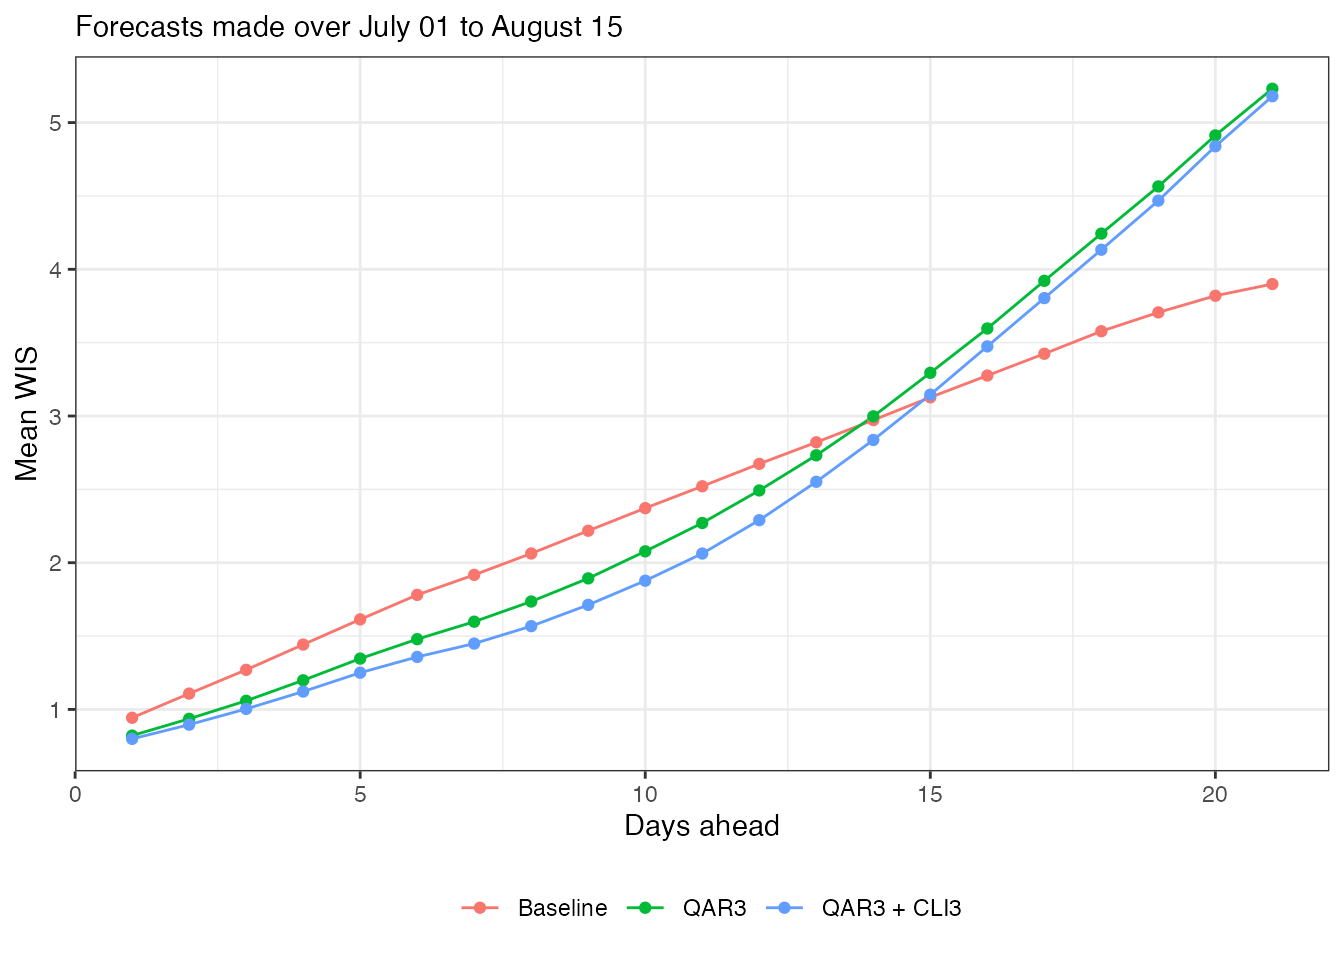 Forecasts made over July 01 to August 15
Mean WIS
5
4
3
2
1
0 5 10 15 20
Days ahead
Baseline QAR3 QAR3 + CLI3